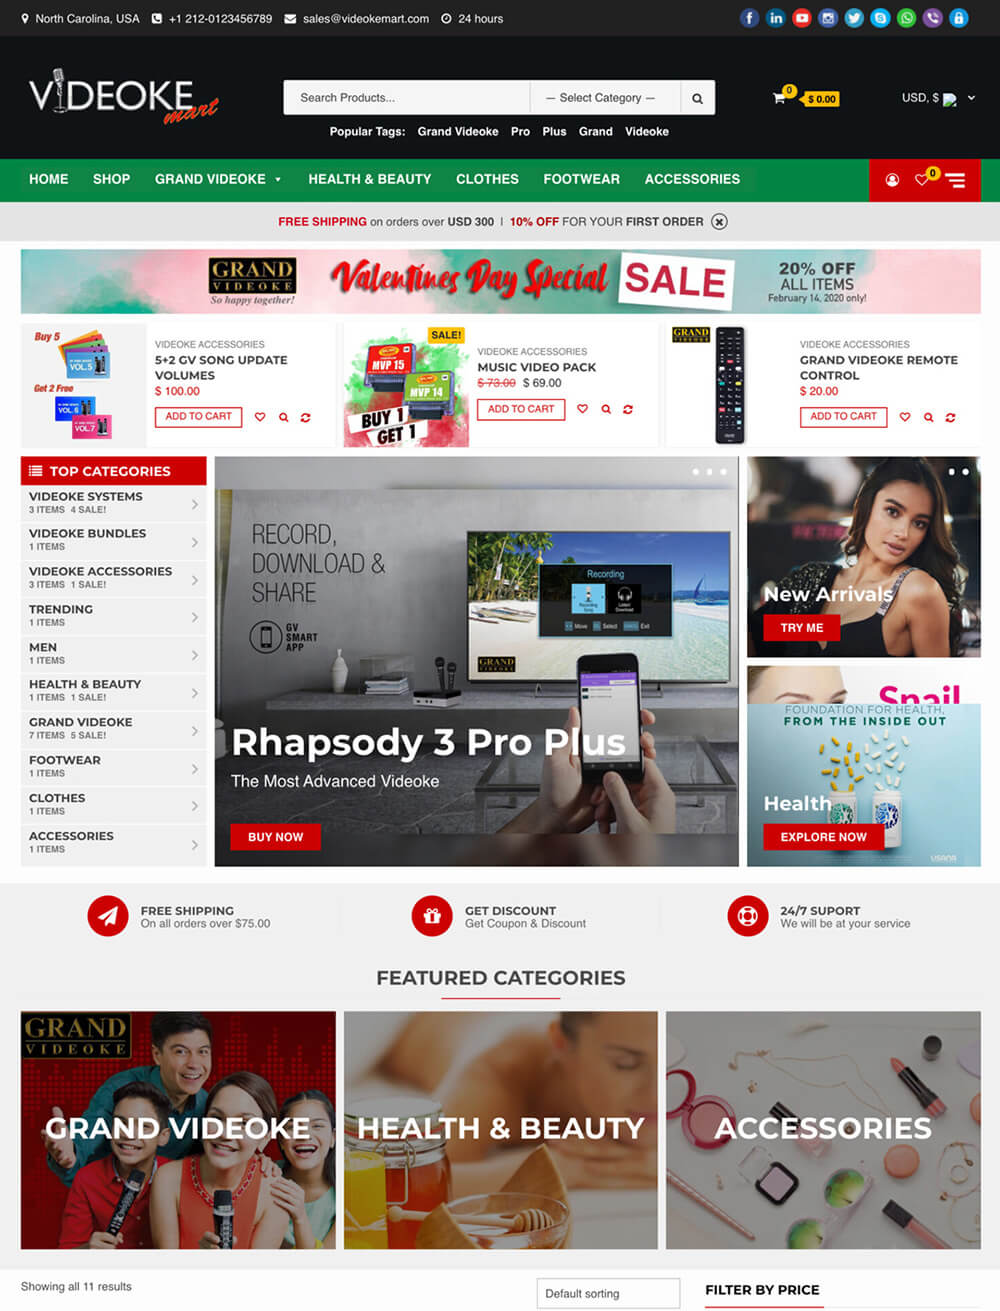 North Carolina, USA +1 212-0123456789 sales@videokemart.com 24 hours
VIDEOKE
mart
Search Products... — Select Category —
0
$ 0.00
USD, $
Popular Tags: Grand Videoke Pro Plus Grand Videoke
HOME SHOP GRAND VIDEOKE HEALTH & BEAUTY CLOTHES FOOTWEAR ACCESSORIES
0
FREE SHIPPING on orders over USD 300 | 10% OFF FOR YOUR FIRST ORDER
GRAND
VIDEOKE
So happy together!
Valentines Day Special
SALE
20% OFF
ALL ITEMS
February 14, 2020 only!
Buy 5
VOL.5
Get 2 Free
VOL.6
VOL.7
VIDEOKE ACCESSORIES
5+2 GV SONG UPDATE
VOLUMES
$ 100.00
ADD TO CART
SALE!
MVP 15
MVP 14
BUY 1
GET 1
VIDEOKE ACCESSORIES
MUSIC VIDEO PACK
$ 73.00 $ 69.00
ADD TO CART
GRAND
VIDEOKE
VIDEOKE ACCESSORIES
GRAND VIDEOKE REMOTE
CONTROL
$ 20.00
ADD TO CART
TOP CATEGORIES
VIDEOKE SYSTEMS
3 ITEMS 4 SALE!
VIDEOKE BUNDLES
1 ITEMS
VIDEOKE ACCESSORIES
3 ITEMS 1 SALE!
TRENDING
1 ITEMS
MEN
1 ITEMS
HEALTH & BEAUTY
1 ITEMS 1 SALE!
GRAND VIDEOKE
7 ITEMS 5 SALE!
FOOTWEAR
1 ITEMS
CLOTHES
1 ITEMS
ACCESSORIES
1 ITEMS
RECORD,
DOWNLOAD &
SHARE
GV
SMART
APP
Recording
Recording Song
Listen Download
Move Select Exit
GRAND
VIDEOKE
Rhapsody 3 Pro Plus
The Most Advanced Videoke
BUY NOW
New Arrivals
TRY ME
Snail
FOUNDATION FOR HEALTH,
FROM THE INSIDE OUT
Health
EXPLORE NOW
USANA
FREE SHIPPING
On all orders over $75.00
GET DISCOUNT
Get Coupon & Discount
24/7 SUPORT
We will be at your service
FEATURED CATEGORIES
GRAND
VIDEOKE
GRAND VIDEOKE
HEALTH & BEAUTY
ACCESSORIES
Showing all 11 results
Default sorting
FILTER BY PRICE